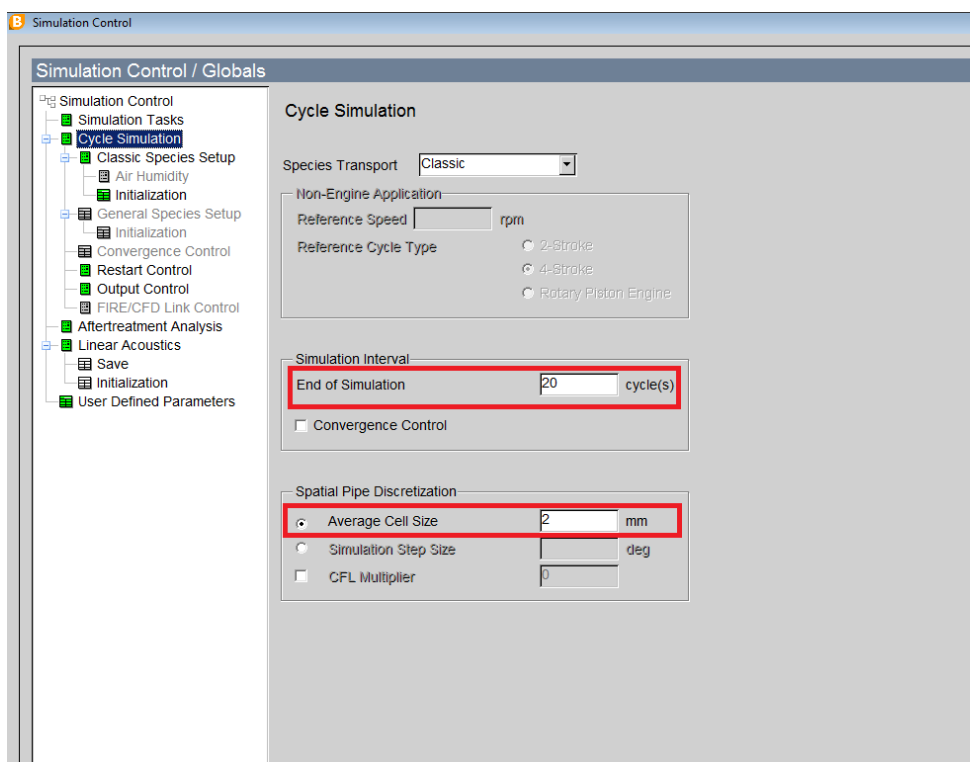 B Simulation Control
Simulation Control / Globals
Simulation Control
Simulation Tasks
Cycle Simulation
Classic Species Setup
Air Humidity
Initialization
General Species Setup
Initialization
Convergence Control
Restart Control
Output Control
FIRE/CFD Link Control
Aftertreatment Analysis
Linear Acoustics
Save
Initialization
User Defined Parameters
Cycle Simulation
Species Transport Classic
Non-Engine Application
Reference Speed rpm
Reference Cycle Type 2-Stroke
4-Stroke
Rotary Piston Engine
Simulation Interval
End of Simulation 20 cycle(s)
Convergence Control
Spatial Pipe Discretization
Average Cell Size 2 mm
Simulation Step Size deg
CFL Multiplier 0